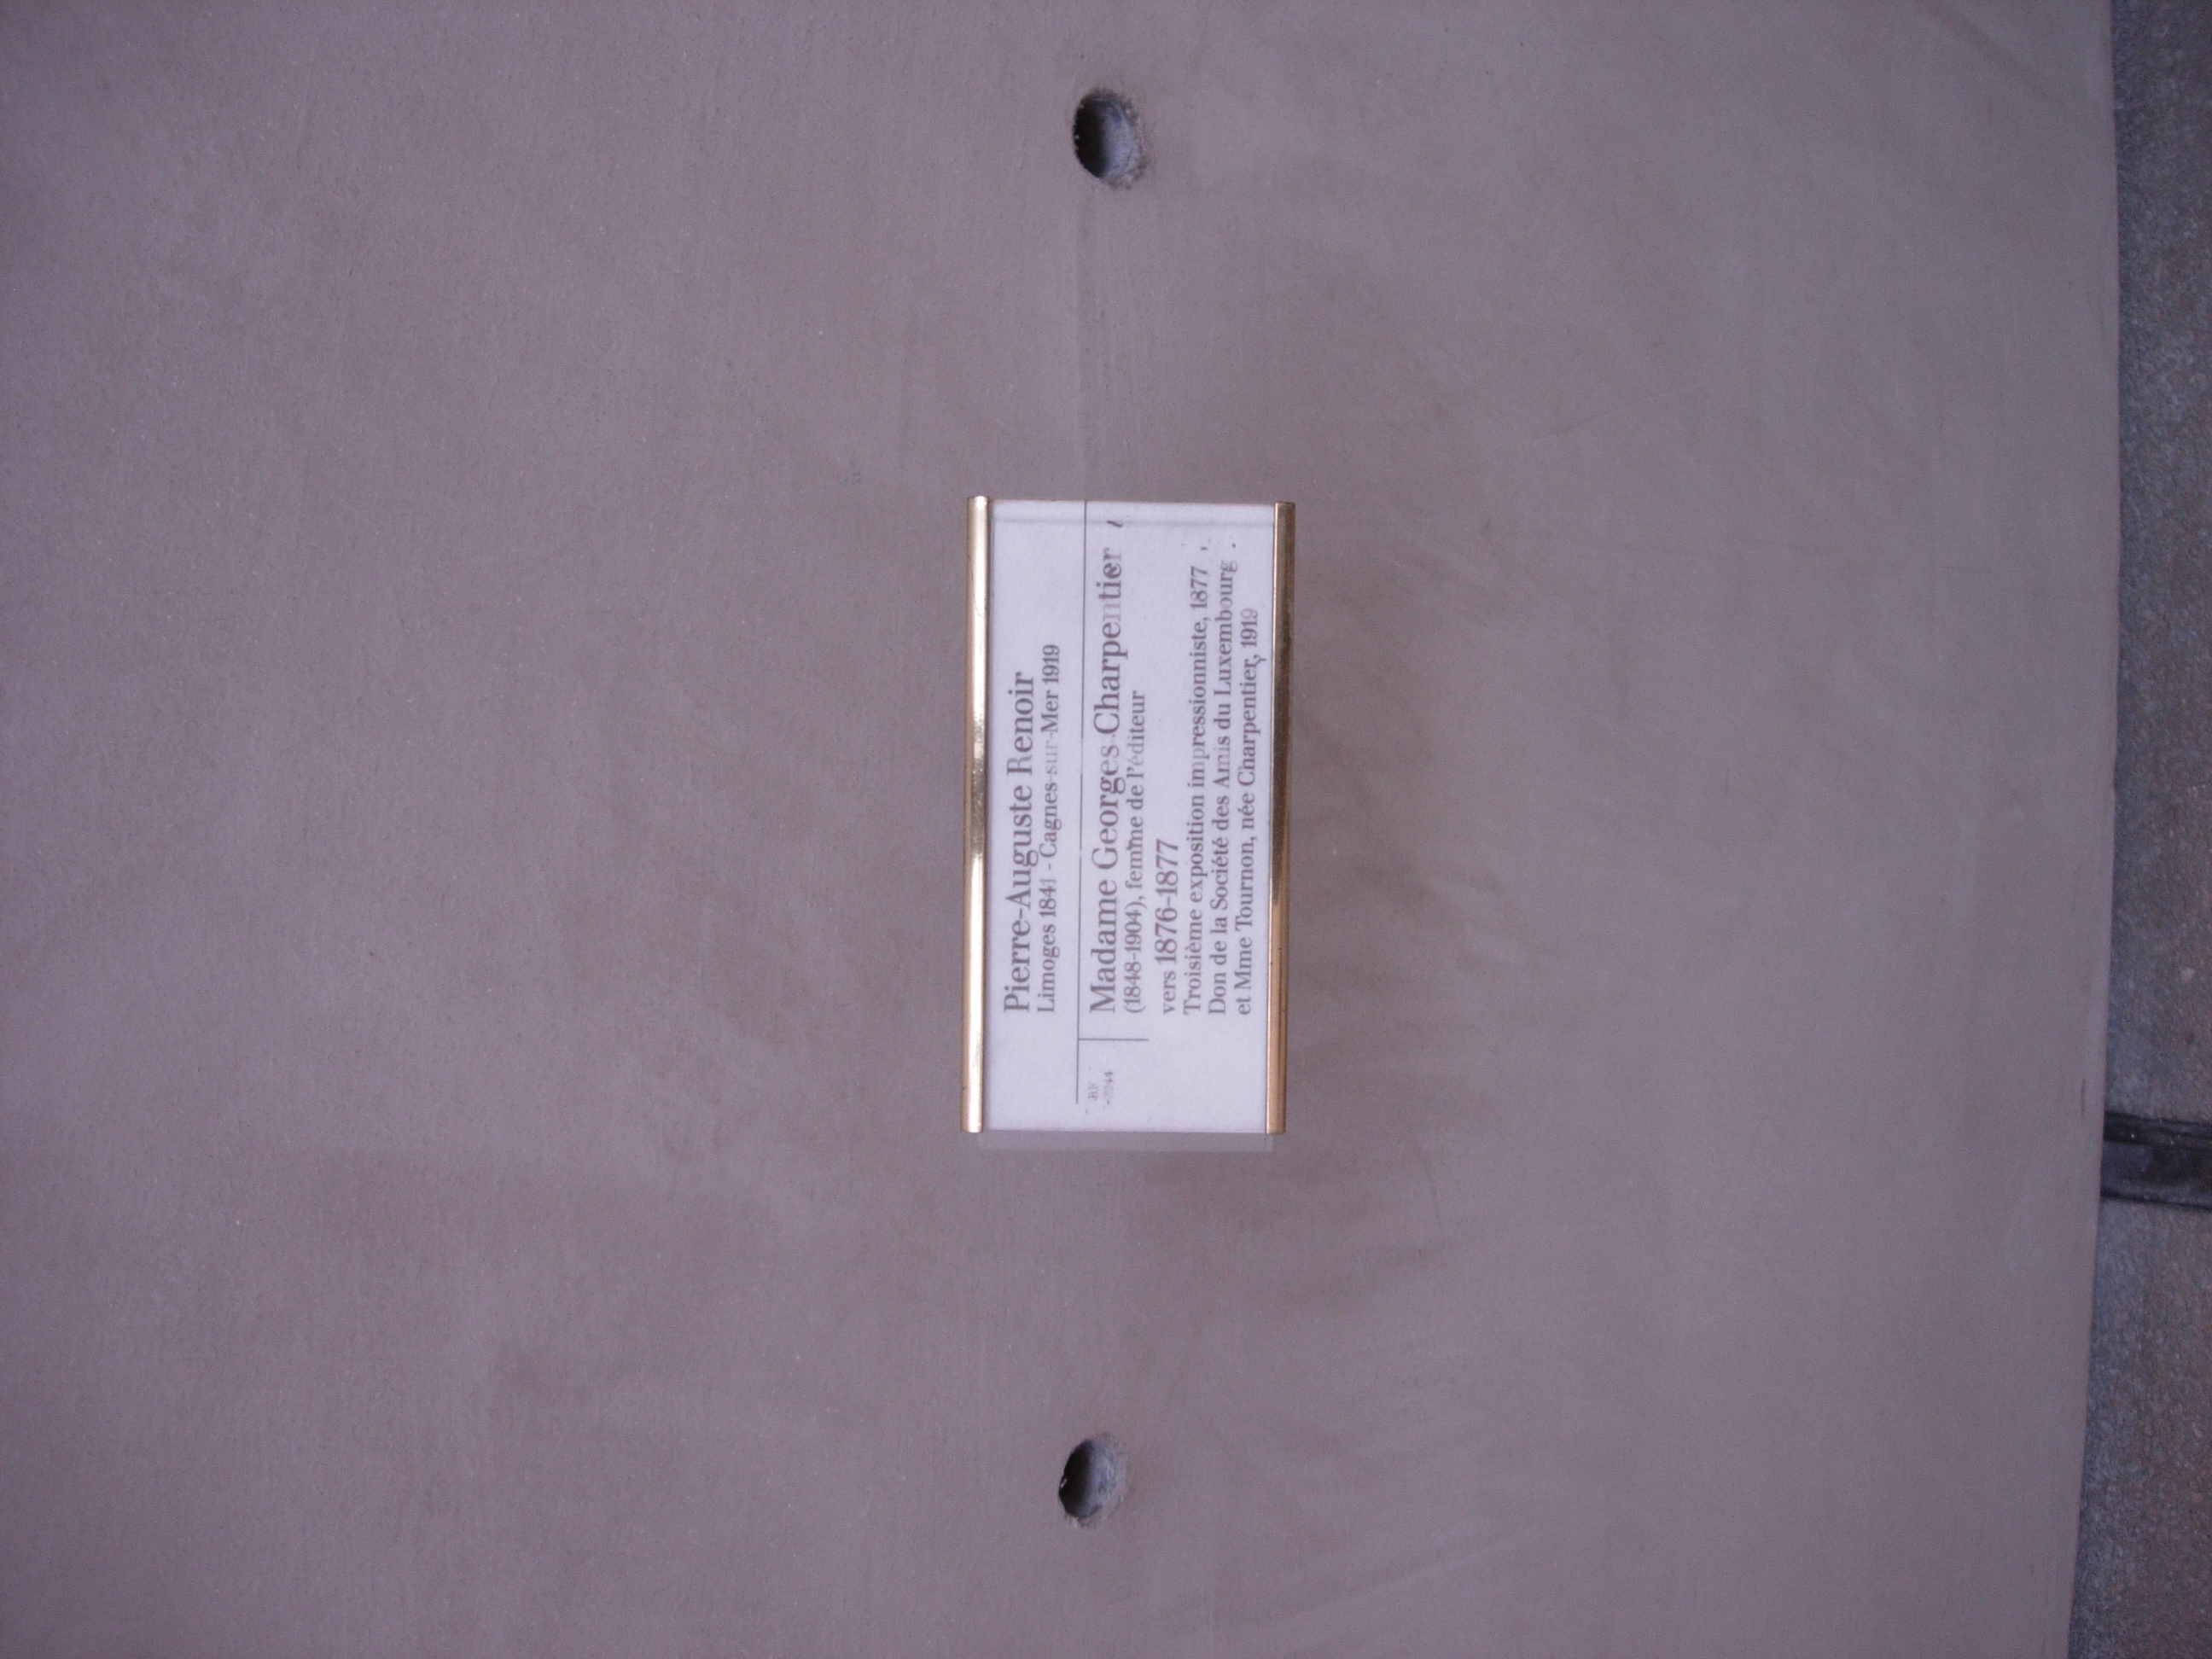 Pierre-Auguste Renoir
Limoges 1841 - Cagnes-sur-Mer 1919
Madame Georges Charpentier
(1848-1904), femme de l'éditeur
vers 1876-1877
Troisième exposition impressionniste, 1877
Don de la Société des Amis du Luxembourg
et Mme Tournon, née Charpentier, 1919
RF
2244